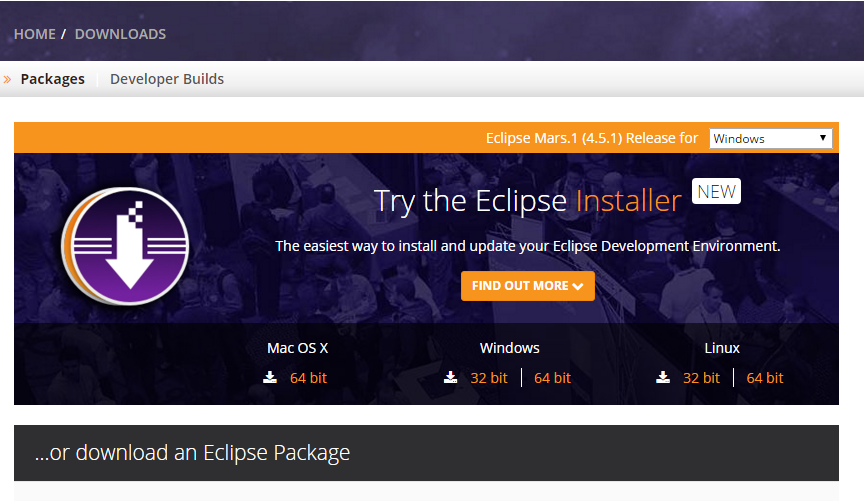 HOME / DOWNLOADS
» Packages Developer Builds
Eclipse Mars.1 (4.5.1) Release for Windows
Try the Eclipse Installer NEW
The easiest way to install and update your Eclipse Development Environment.
FIND OUT MORE
Mac OS X Windows Linux
64 bit 32 bit | 64 bit 32 bit | 64 bit
...or download an Eclipse Package